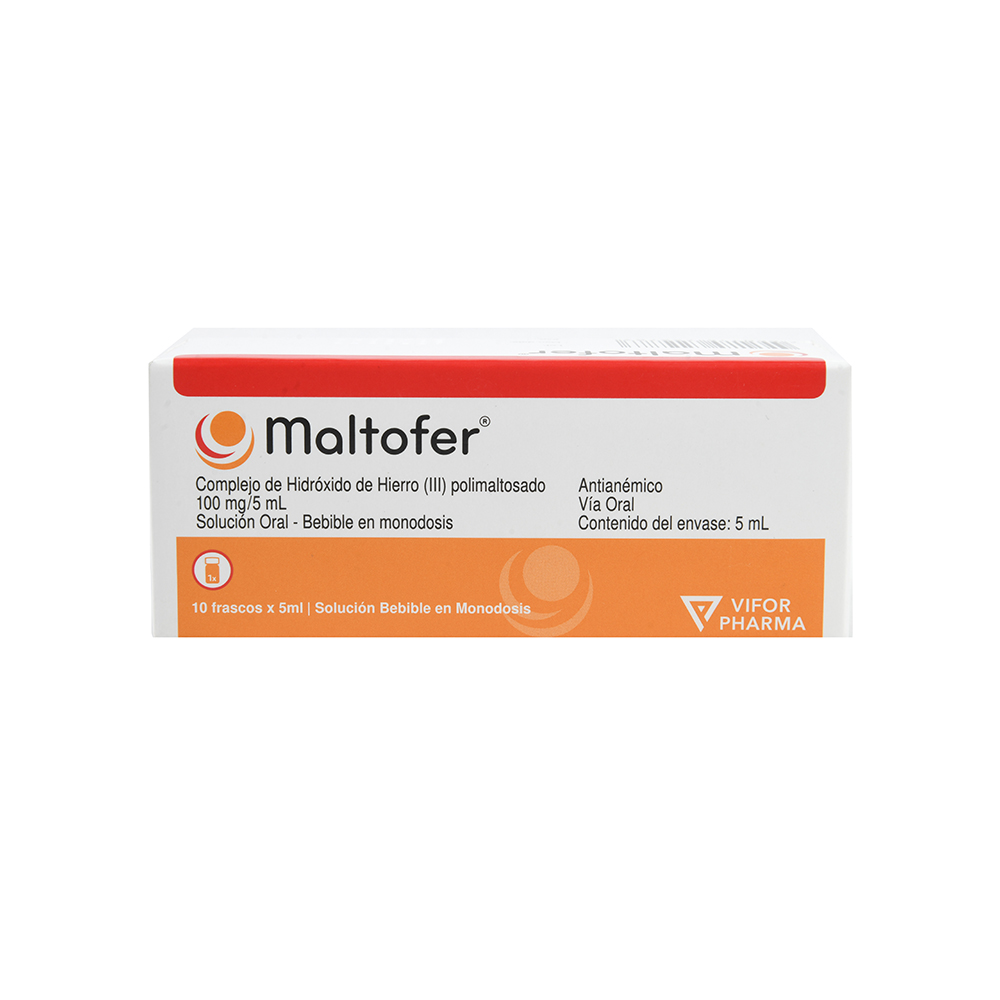 maltofer
maltofer®
Complejo de Hidróxido de Hierro (III) polimaltosado
100 mg/5 mL
Solución Oral - Bebible en monodosis
Antianémico
Vía Oral
Contenido del envase: 5 mL
1x
10 frascos x 5ml | Solución Bebible en Monodosis
VIFOR
PHARMA